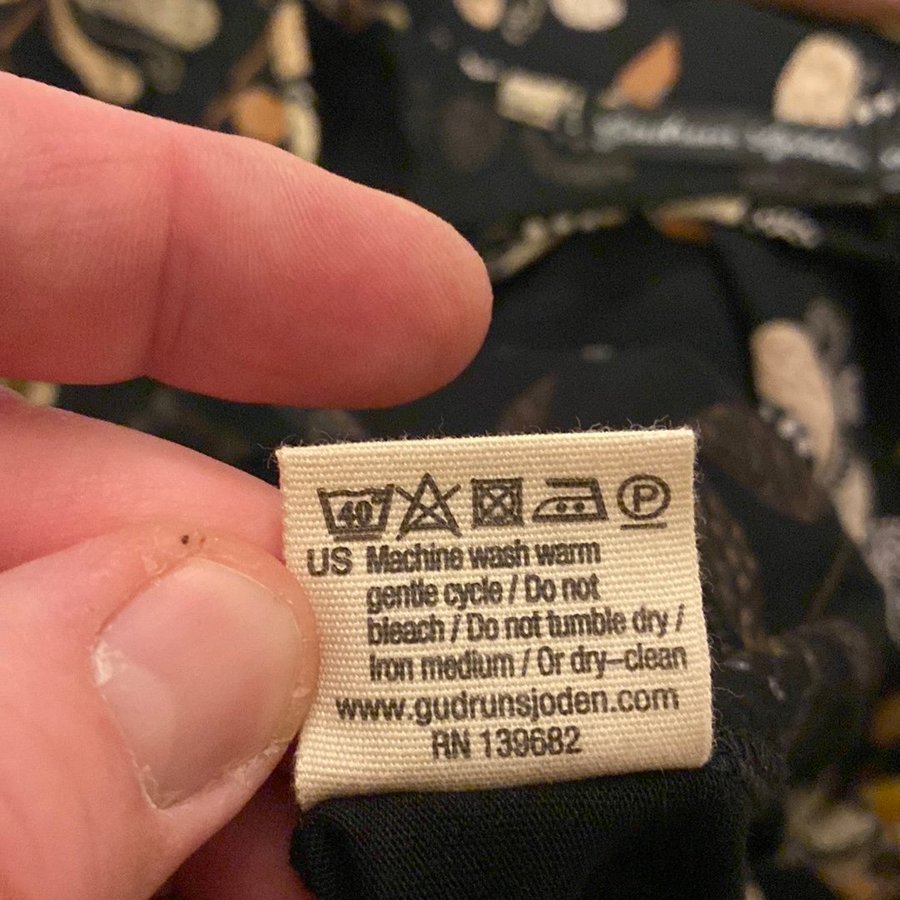 40 P
US Machine wash warm
gentle cycle / Do not
bleach / Do not tumble dry /
Iron medium / Or dry-clean
www.gudrunsjoden.com
RN 139682